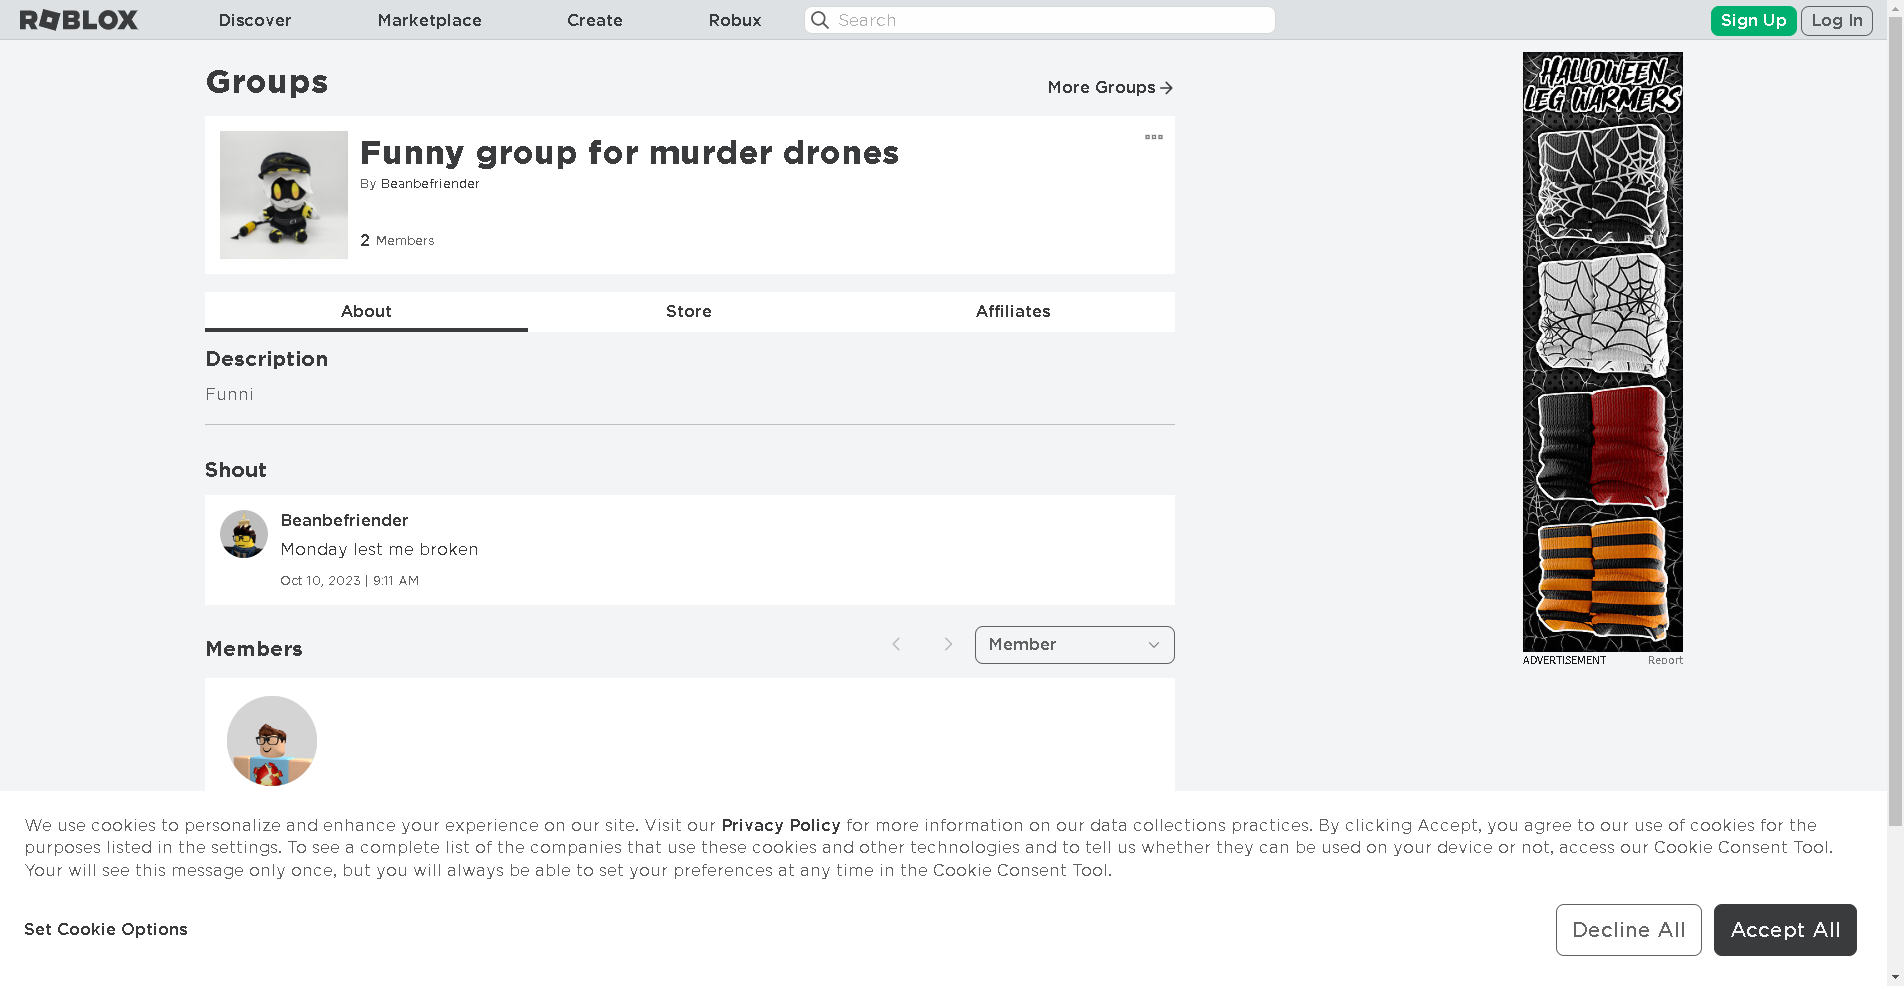 ROBLOX
Discover
Marketplace
Create
Robux
Search
Sign Up
Log In
Groups
More Groups
Funny group for murder drones
By Beanbefriender
2 Members
About
Store
Affiliates
Description
Funni
Shout
Beanbefriender
Monday lest me broken
Oct 10, 2023 | 9:11 AM
Members
Member
HALLOWEEN
LEG WARMERS
ADVERTISEMENT
Report
We use cookies to personalize and enhance your experience on our site. Visit our Privacy Policy for more information on our data collections practices. By clicking Accept, you agree to our use of cookies for the
purposes listed in the settings. To see a complete list of the companies that use these cookies and other technologies and to tell us whether they can be used on your device or not, access our Cookie Consent Tool.
Your will see this message only once, but you will always be able to set your preferences at any time in the Cookie Consent Tool.
Set Cookie Options
Decline All
Accept All